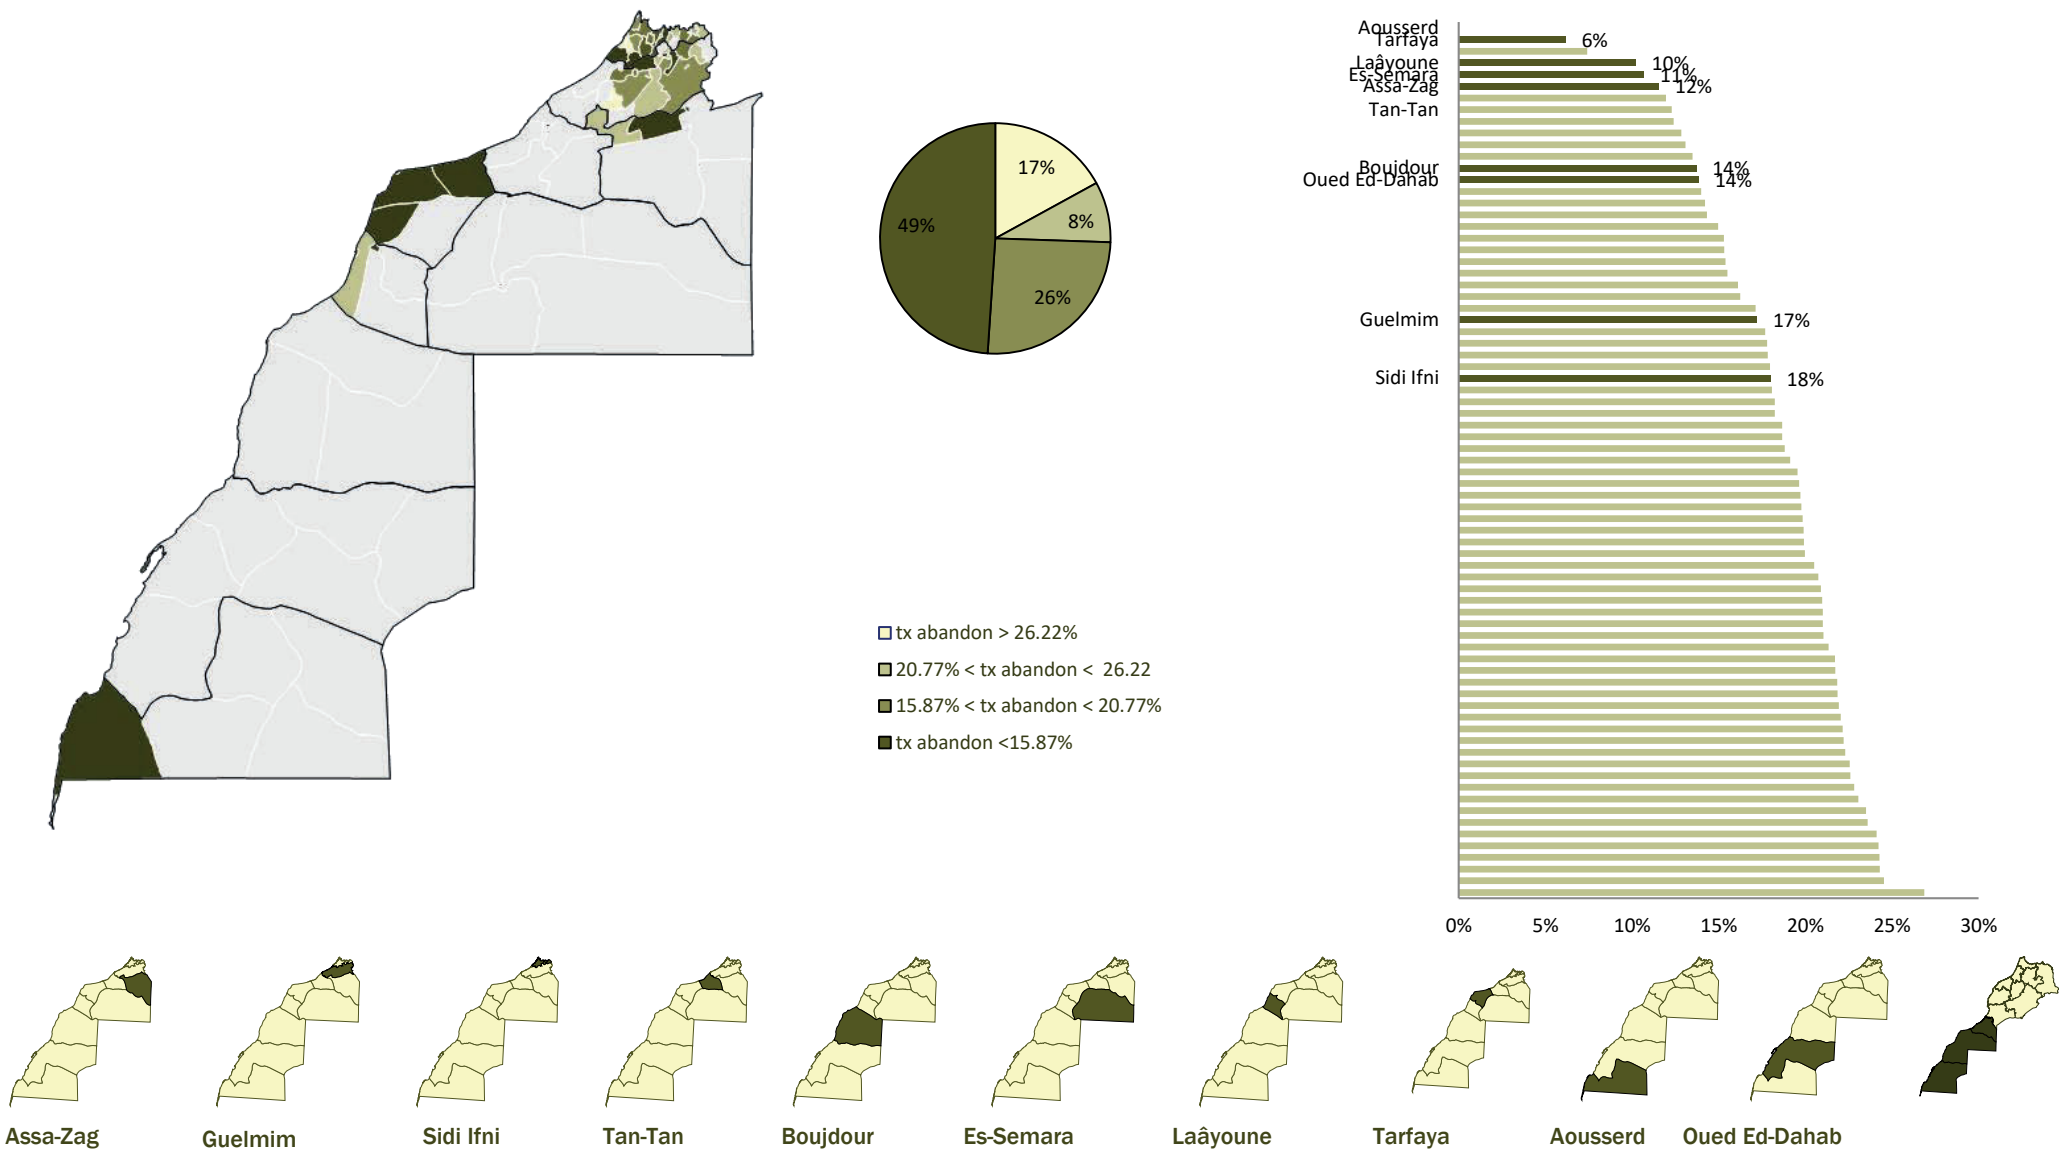 Aousserd
Tarfaya
6%
Laâyoune
10%
Es-Semara
11%
Assa-Zag
12%
Tan-Tan
Boujdour
14%
Oued Ed-Dahab
14%
Guelmim
17%
Sidi Ifni
18%
17%
8%
49%
26%
tx abandon > 26.22%
20.77% < tx abandon < 26.22
15.87% < tx abandon < 20.77%
tx abandon <15.87%
0% 5% 10% 15% 20% 25% 30%
Assa-Zag Guelmim Sidi Ifni Tan-Tan Boujdour Es-Semara Laâyoune Tarfaya Aousserd Oued Ed-Dahab